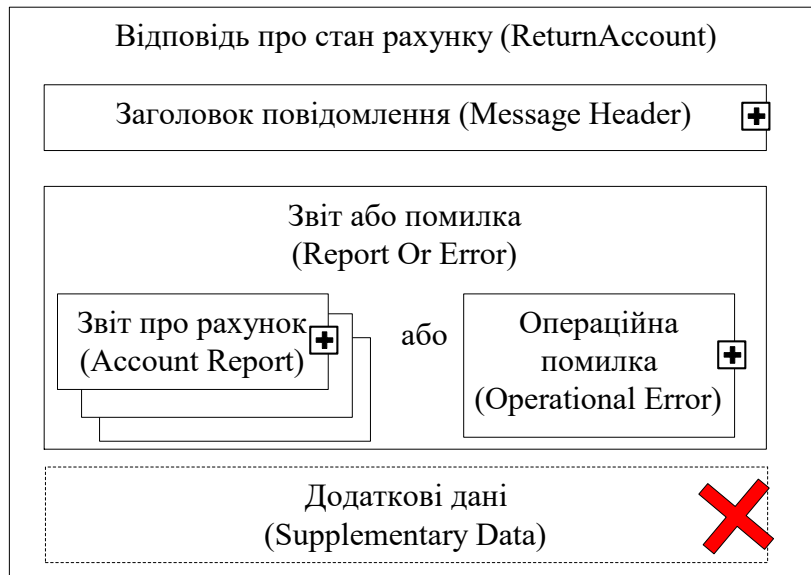 Відповідь про стан рахунку (ReturnAccount)
Заголовок повідомлення (Message Header)
Звіт або помилка
(Report Or Error)
Звіт про рахунок
(Account Report)
або
Операційна
помилка
(Operational Error)
Додаткові дані
(Supplementary Data)